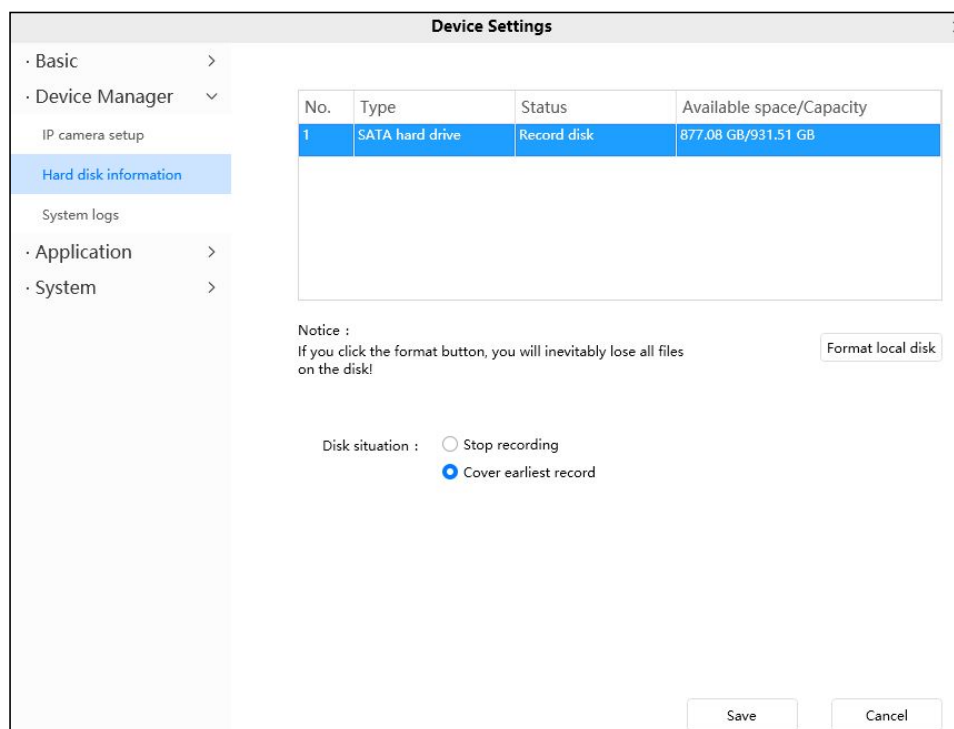 Device Settings
· Basic
· Device Manager
IP camera setup
Hard disk information
System logs
· Application
· System
No. Type Status Available space/Capacity
1 SATA hard drive Record disk 877.08 GB/931.51 GB
Notice :
If you click the format button, you will inevitably lose all files
on the disk!
Format local disk
Disk situation : Stop recording
Cover earliest record
Save Cancel